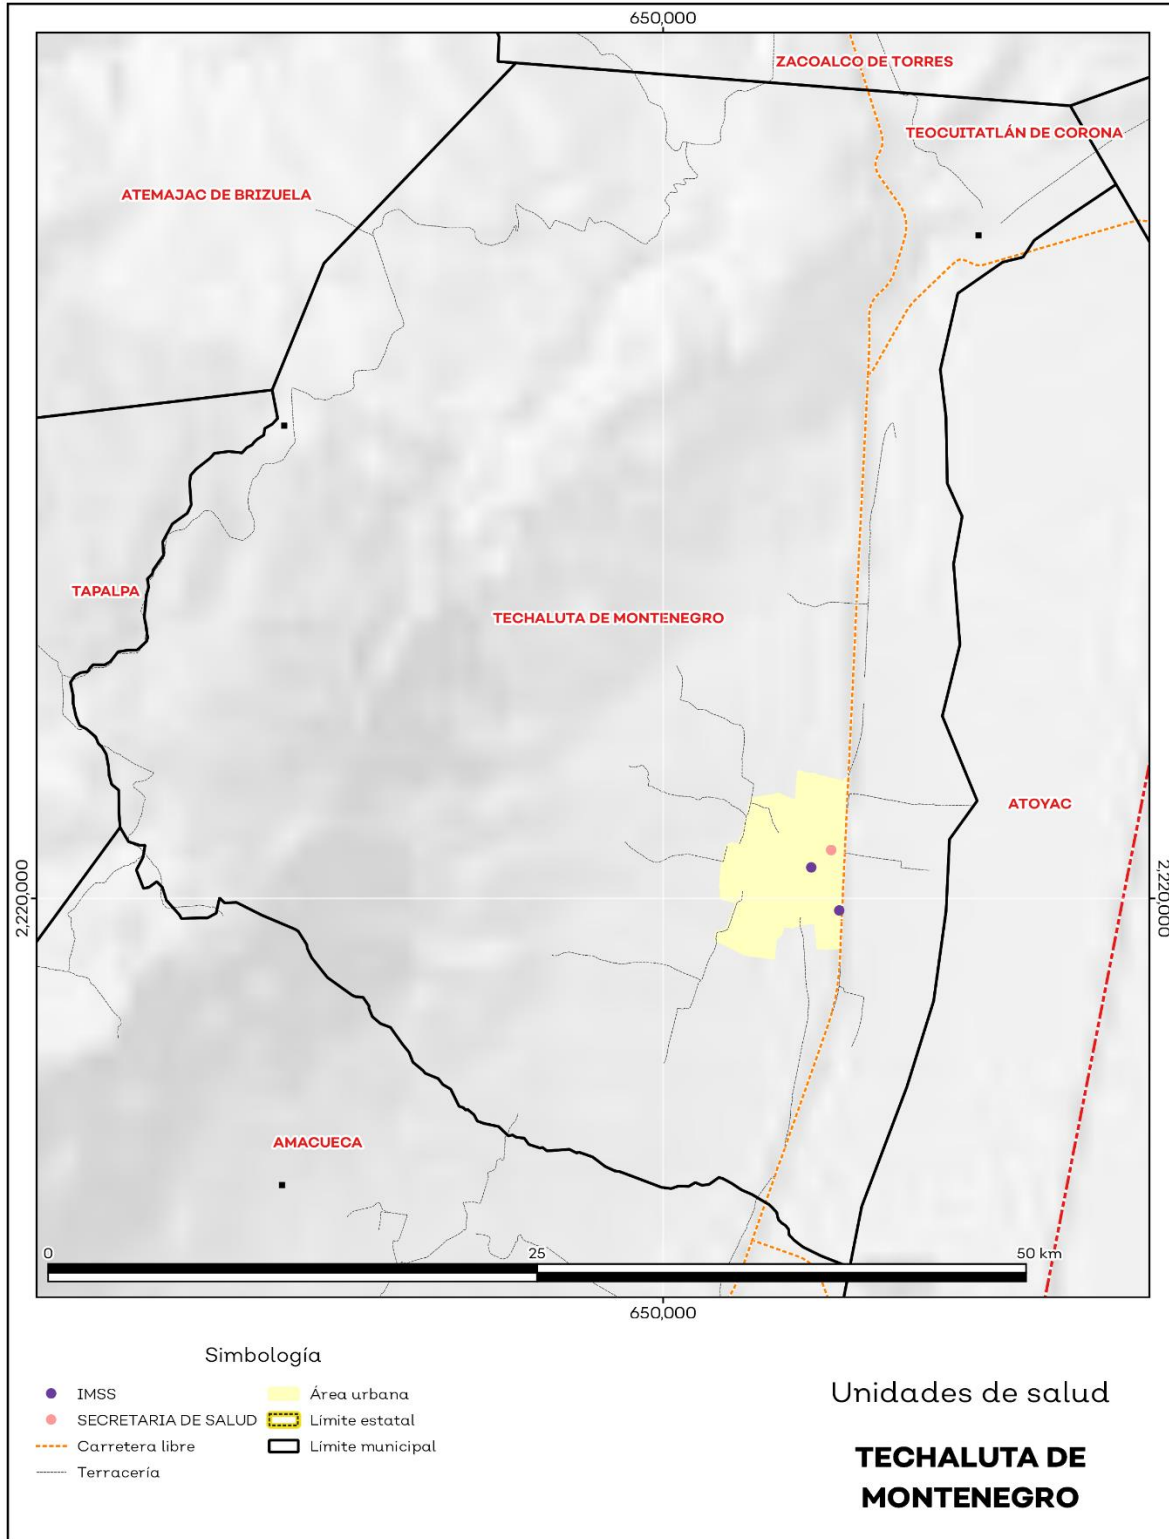 650,000
ZACOALCO DE TORRES
TEOCUITATLÁN DE CORONA
ATEMAJAC DE BRIZUELA
TAPALPA
TECHALUTA DE MONTENEGRO
ATOYAC
2,220,000
2,220,000
AMACUECA
0 25 50 km
650,000
Simbología
IMSS
SECRETARIA DE SALUD
Carretera libre
Terracería
Área urbana
Límite estatal
Límite municipal
Unidades de salud
TECHALUTA DE
MONTENEGRO